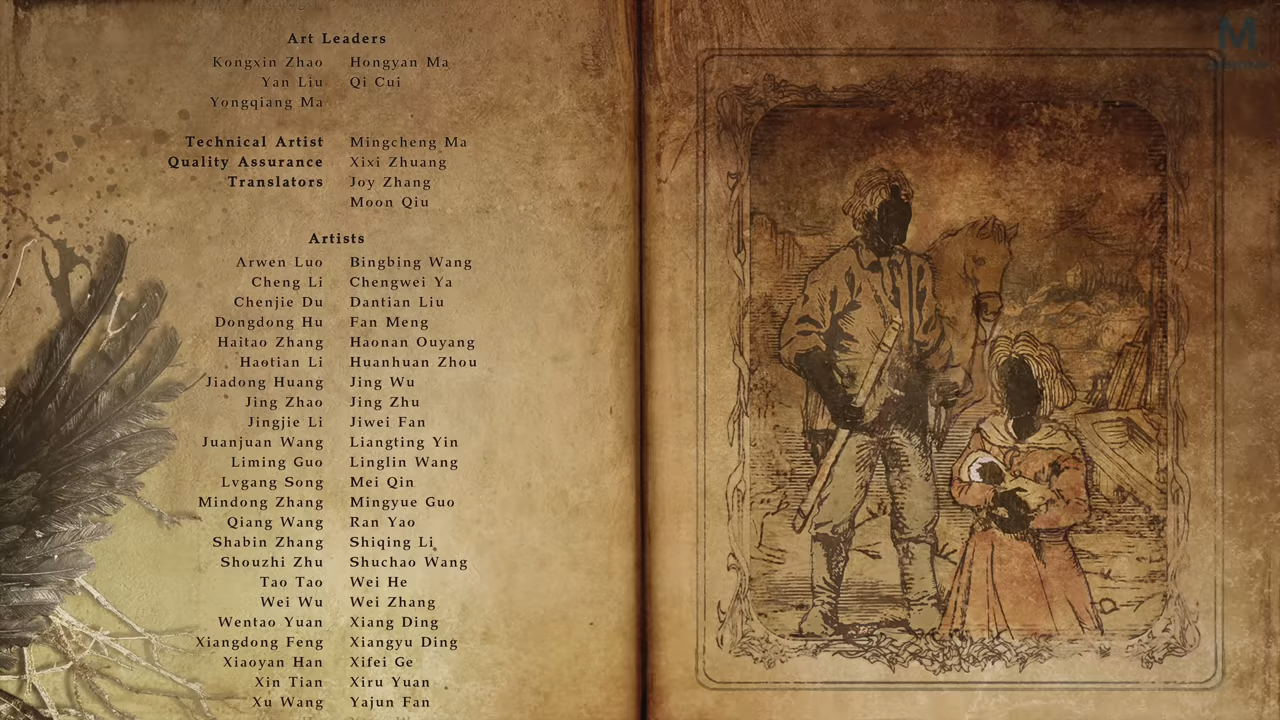 Art Leaders
Kongxin Zhao Hongyan Ma
Yan Liu Qi Cui
Yongqiang Ma
Technical Artist Mingcheng Ma
Quality Assurance Xixi Zhuang
Translators Joy Zhang
Moon Qiu
Artists
Arwen Luo Bingbing Wang
Cheng Li Chengwei Ya
Chenjie Du Dantian Liu
Dongdong Hu Fan Meng
Haitao Zhang Haonan Ouyang
Haotian Li Huanhuan Zhou
Jiadong Huang Jing Wu
Jing Zhao Jing Zhu
Jingjie Li Jiwei Fan
Juanjuan Wang Liangting Yin
Liming Guo Linglin Wang
Lvgang Song Mei Qin
Mindong Zhang Mingyue Guo
Qiang Wang Ran Yao
Shabin Zhang Shiqing Li
Shouzhi Zhu Shuchao Wang
Tao Tao Wei He
Wei Wu Wei Zhang
Wentao Yuan Xiang Ding
Xiangdong Feng Xiangyu Ding
Xiaoyan Han Xifei Ge
Xin Tian Xiru Yuan
Xu Wang Yajun Fan
M